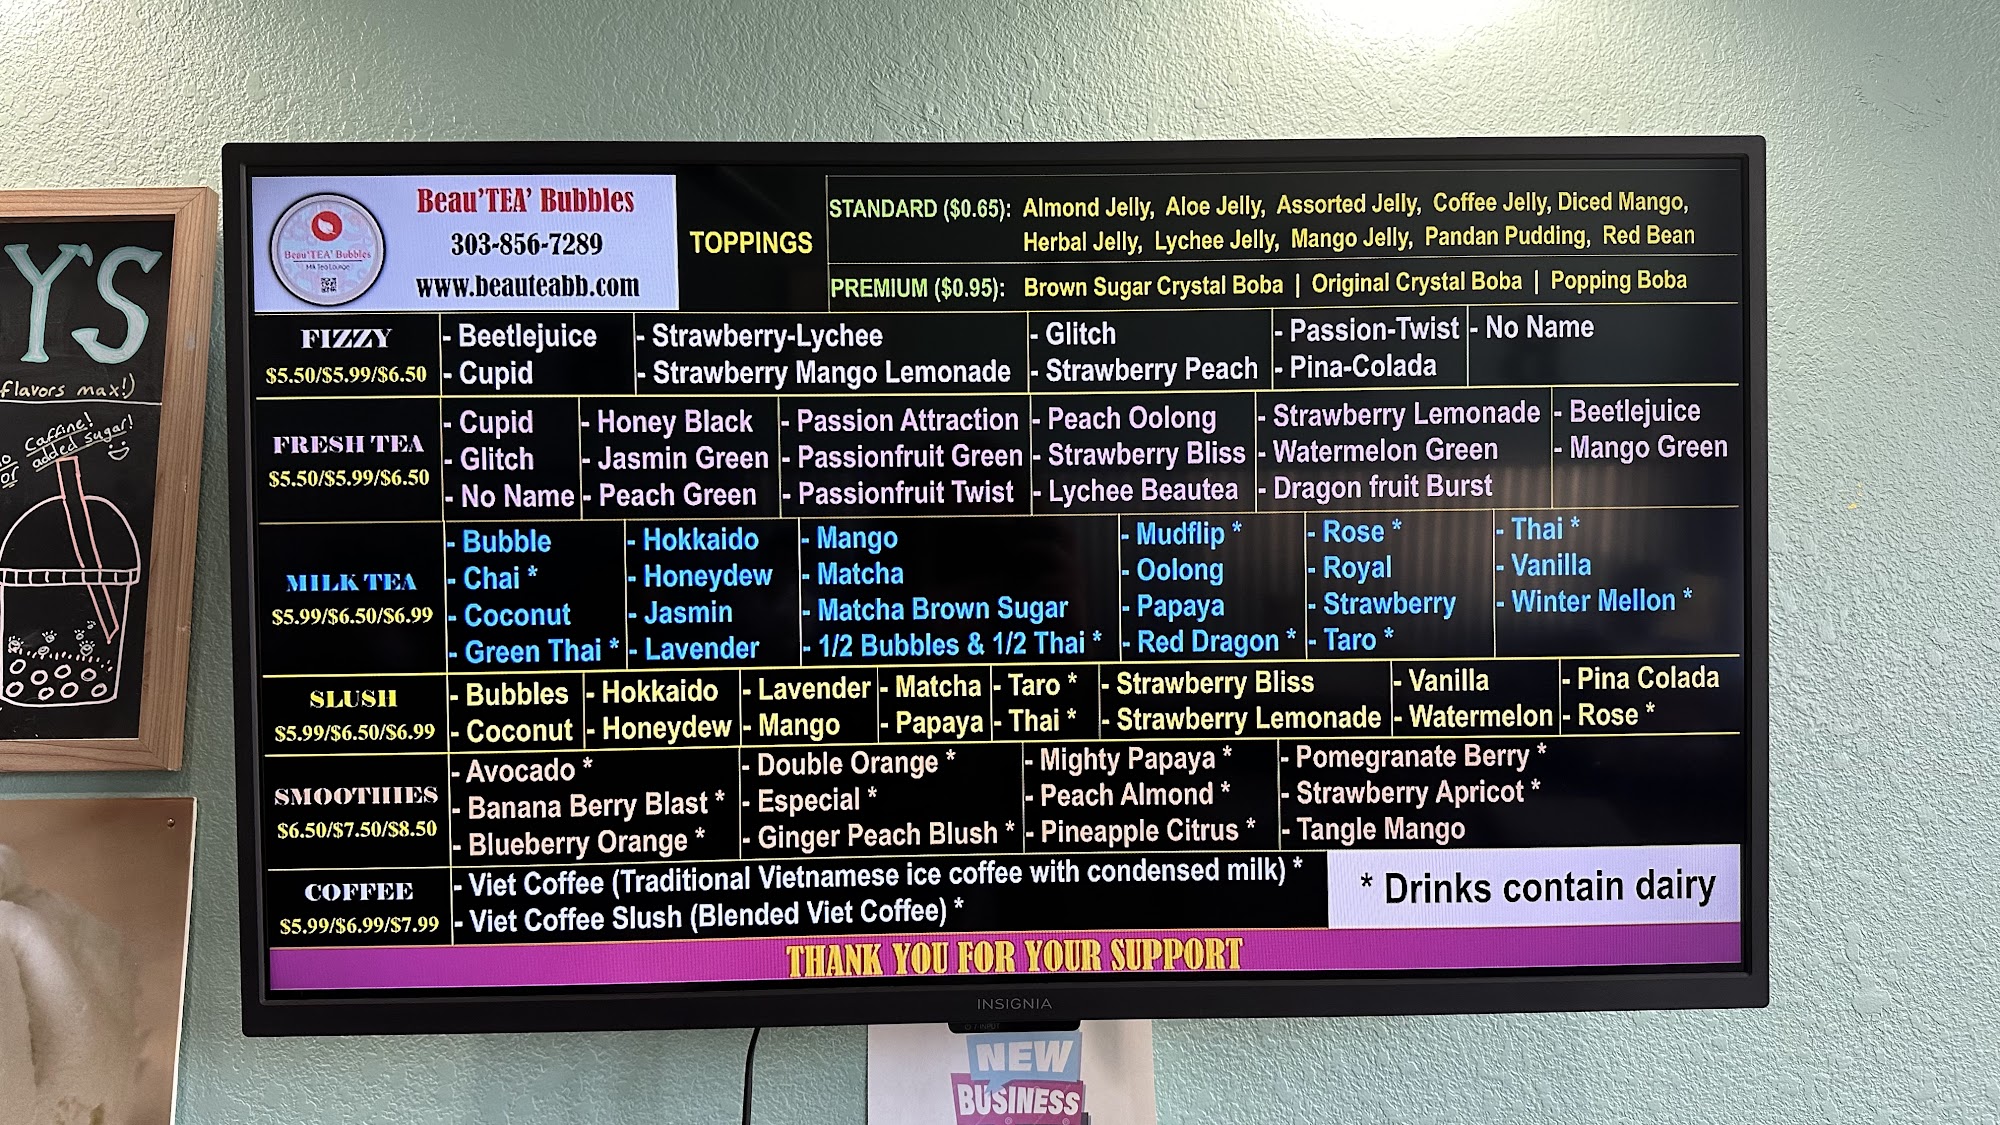 Y'S
flavors max!)
caffine!
added sugar!
no
or
Beau'TEA' Bubbles
303-856-7289
www.beauteabb.com
Beau'TEA' Bubbles
Milk Tea Lounge
TOPPINGS
STANDARD ($0.65): Almond Jelly, Aloe Jelly, Assorted Jelly, Coffee Jelly, Diced Mango,
Herbal Jelly, Lychee Jelly, Mango Jelly, Pandan Pudding, Red Bean
PREMIUM ($0.95): Brown Sugar Crystal Boba | Original Crystal Boba | Popping Boba
FIZZY
$5.50/$5.99/$6.50
- Beetlejuice
- Cupid
- Strawberry-Lychee
- Strawberry Mango Lemonade
- Glitch
- Strawberry Peach
- Passion-Twist
- Pina-Colada
- No Name
FRESH TEA
$5.50/$5.99/$6.50
- Cupid
- Glitch
- No Name
- Honey Black
- Jasmin Green
- Peach Green
- Passion Attraction
- Passionfruit Green
- Passionfruit Twist
- Peach Oolong
- Strawberry Bliss
- Lychee Beautea
- Strawberry Lemonade
- Watermelon Green
- Dragon fruit Burst
- Beetlejuice
- Mango Green
MILK TEA
$5.99/$6.50/$6.99
- Bubble
- Chai *
- Coconut
- Green Thai *
- Hokkaido
- Honeydew
- Jasmin
- Lavender
- Mango
- Matcha
- Matcha Brown Sugar
- 1/2 Bubbles & 1/2 Thai *
- Mudflip *
- Oolong
- Papaya
- Red Dragon *
- Rose *
- Royal
- Strawberry
- Taro *
- Thai *
- Vanilla
- Winter Mellon *
SLUSH
$5.99/$6.50/$6.99
- Bubbles
- Coconut
- Hokkaido
- Honeydew
- Lavender
- Mango
- Matcha
- Papaya
- Taro *
- Thai *
- Strawberry Bliss
- Strawberry Lemonade
- Vanilla
- Watermelon
- Pina Colada
- Rose *
SMOOTHIES
$6.50/$7.50/$8.50
- Avocado *
- Banana Berry Blast *
- Blueberry Orange *
- Double Orange *
- Especial *
- Ginger Peach Blush *
- Mighty Papaya *
- Peach Almond *
- Pineapple Citrus *
- Pomegranate Berry *
- Strawberry Apricot *
- Tangle Mango
COFFEE
$5.99/$6.99/$7.99
- Viet Coffee (Traditional Vietnamese ice coffee with condensed milk) *
- Viet Coffee Slush (Blended Viet Coffee) *
* Drinks contain dairy
THANK YOU FOR YOUR SUPPORT
INSIGNIA
INPUT
NEW
BUSINESS